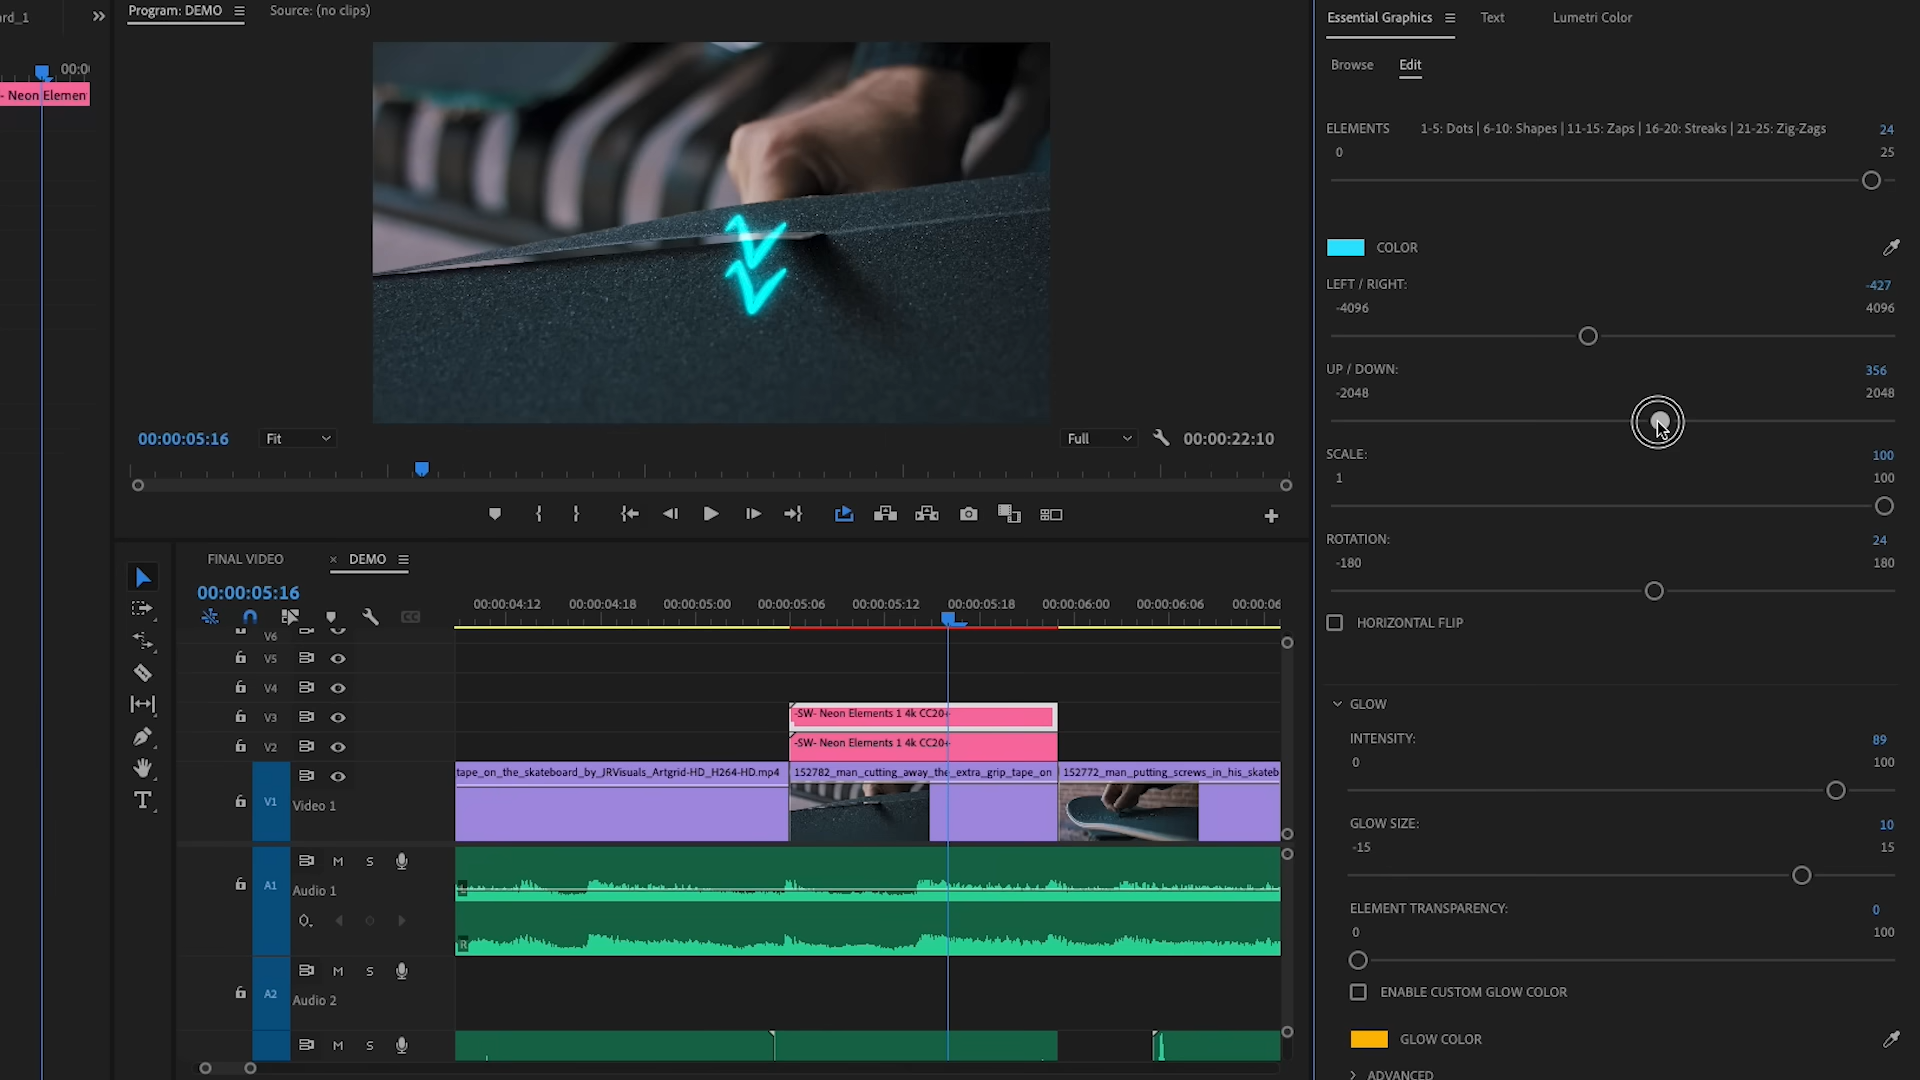 rd_1
Program: DEMO
Source: (no clips)
00:0
- Neon Elemen
00:00:05:16
Fit
Full
00:00:22:10
FINAL VIDEO
× DEMO
00:00:05:16
00:00:04:12 00:00:04:18 00:00:05:00 00:00:05:06 00:00:05:12 00:00:05:18 00:00:06:00 00:00:06:06 00:00:06
V6
V5
V4
V3
-SW- Neon Elements 1 4k CC20+
V2
-SW- Neon Elements 1 4k CC20+
tape_on_the_skateboard_by_JRVisuals_Artgrid-HD_H264-HD.mp4
152782_man_cutting_away_the_extra_grip_tape_on
152772_man_putting_screws_in_his_skateb
V1
Video 1
A1
M
S
Audio 1
R
A2
M
S
Audio 2
M
S
Essential Graphics
Text
Lumetri Color
Browse
Edit
ELEMENTS
1-5: Dots | 6-10: Shapes | 11-15: Zaps | 16-20: Streaks | 21-25: Zig-Zags
24
0
25
COLOR
LEFT / RIGHT:
-427
-4096
4096
UP / DOWN:
356
-2048
2048
SCALE:
100
1
100
ROTATION:
24
-180
180
HORIZONTAL FLIP
GLOW
INTENSITY:
89
0
100
GLOW SIZE:
10
-15
15
ELEMENT TRANSPARENCY:
0
0
100
ENABLE CUSTOM GLOW COLOR
GLOW COLOR
ADVANCED